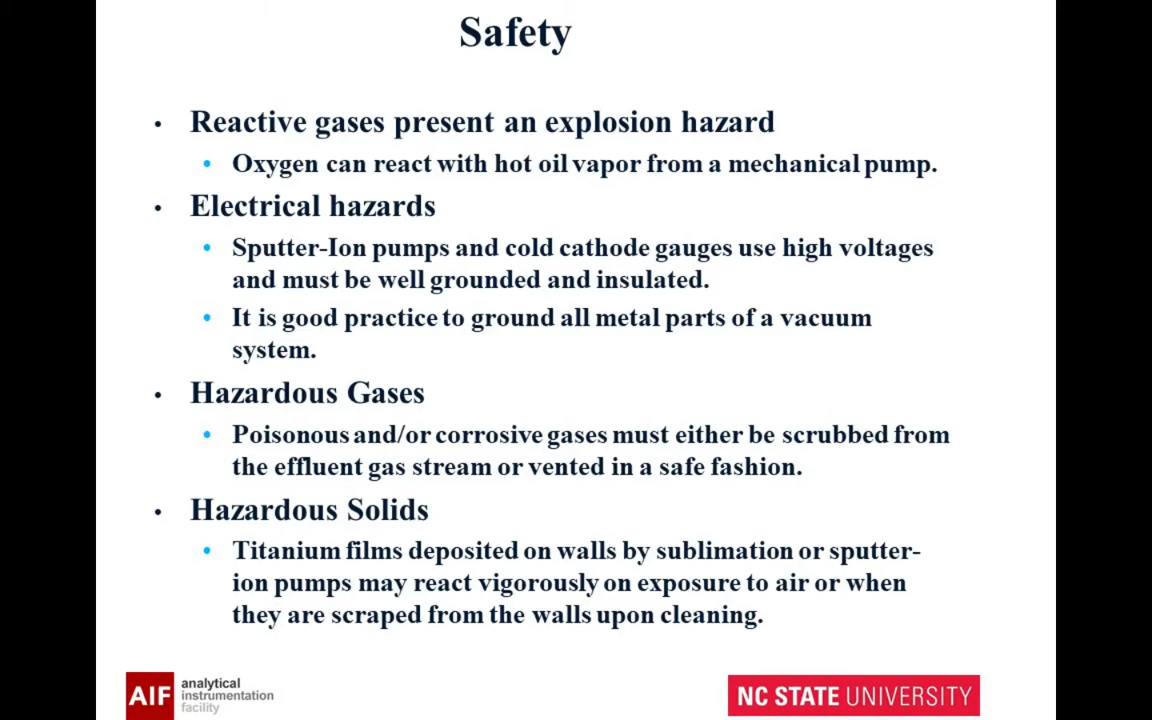 Safety
• Reactive gases present an explosion hazard
• Oxygen can react with hot oil vapor from a mechanical pump.
• Electrical hazards
• Sputter-Ion pumps and cold cathode gauges use high voltages
and must be well grounded and insulated.
• It is good practice to ground all metal parts of a vacuum
system.
• Hazardous Gases
• Poisonous and/or corrosive gases must either be scrubbed from
the effluent gas stream or vented in a safe fashion.
• Hazardous Solids
• Titanium films deposited on walls by sublimation or sputter-
ion pumps may react vigorously on exposure to air or when
they are scraped from the walls upon cleaning.
AIF
analytical
instrumentation
facility
NC STATE UNIVERSITY